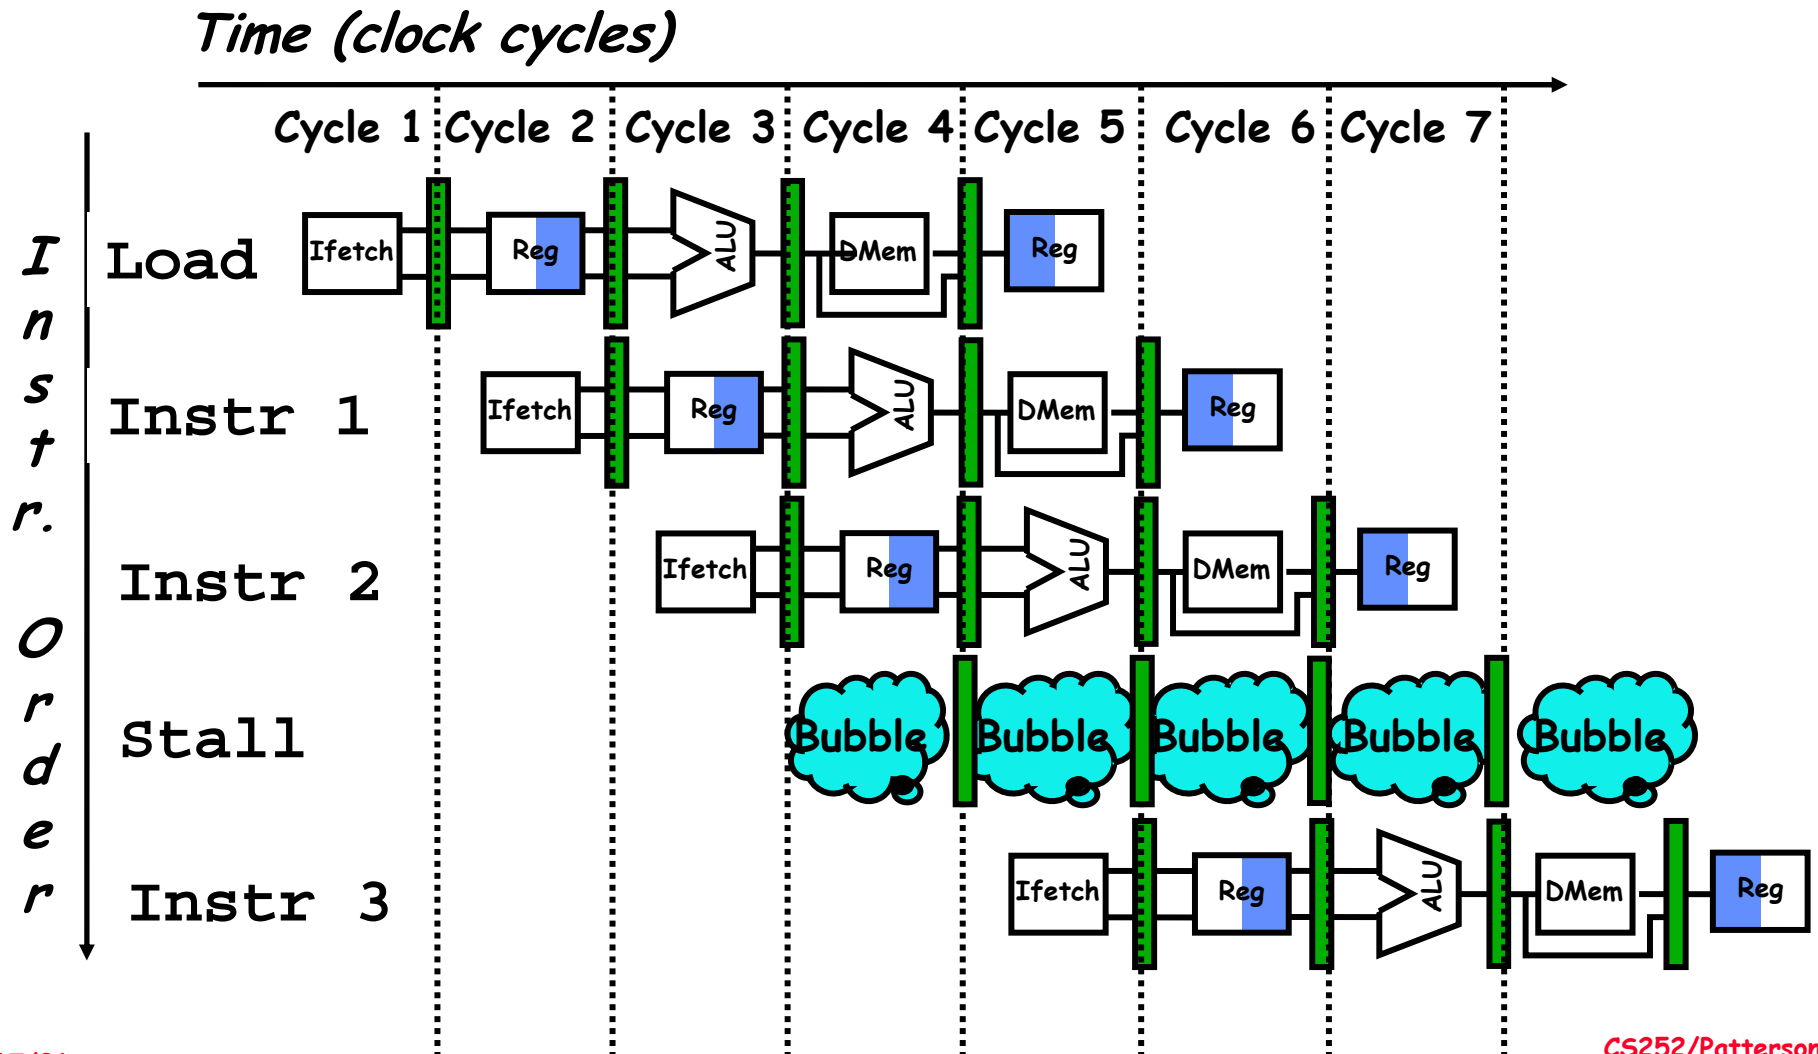 Time (clock cycles)
Cycle 1 Cycle 2 Cycle 3 Cycle 4 Cycle 5 Cycle 6 Cycle 7
Instr. Order
Load Ifetch Reg ALU DMem Reg
Instr 1 Ifetch Reg ALU DMem Reg
Instr 2 Ifetch Reg ALU DMem Reg
Stall Bubble Bubble Bubble Bubble Bubble
Instr 3 Ifetch Reg ALU DMem Reg
CS252/Patterson